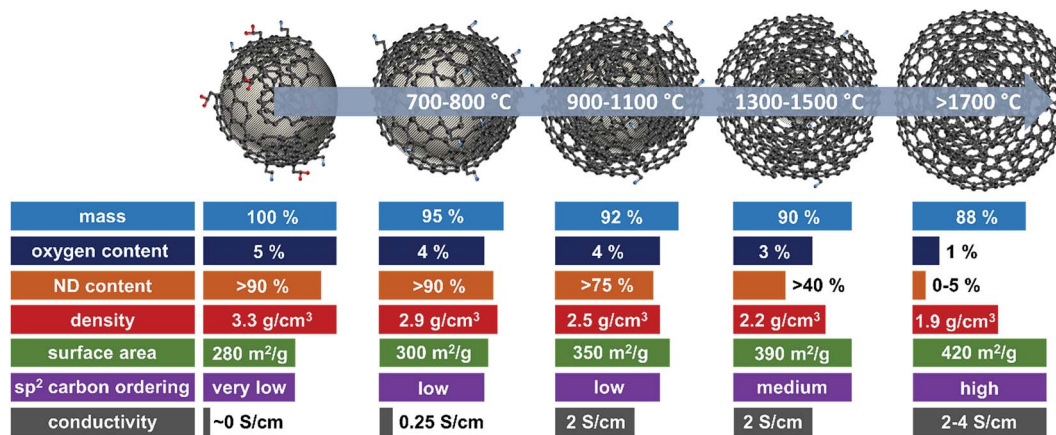 700-800 °C 900-1100 °C 1300-1500 °C >1700 °C
mass 100 % 95 % 92 % 90 % 88 %
oxygen content 5 % 4 % 4 % 3 % 1 %
ND content >90 % >90 % >75 % >40 % 0-5 %
density 3.3 g/cm³ 2.9 g/cm³ 2.5 g/cm³ 2.2 g/cm³ 1.9 g/cm³
surface area 280 m²/g 300 m²/g 350 m²/g 390 m²/g 420 m²/g
sp² carbon ordering very low low low medium high
conductivity ~0 S/cm 0.25 S/cm 2 S/cm 2 S/cm 2-4 S/cm